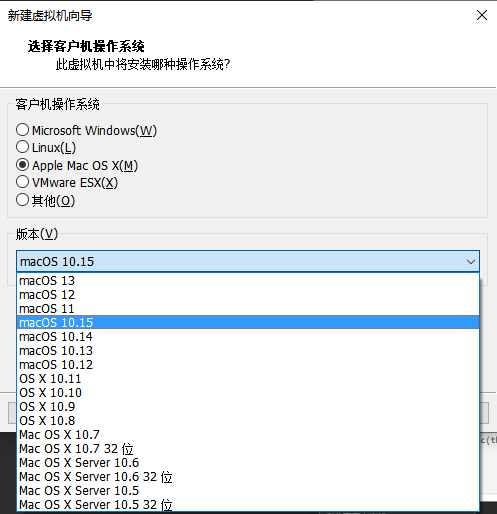 新建虚拟机向导
选择客户机操作系统
此虚拟机中将安装哪种操作系统?
客户机操作系统
Microsoft Windows(W)
Linux(L)
Apple Mac OS X(M)
VMware ESX(X)
其他(O)
版本(V)
macOS 10.15
macOS 13
macOS 12
macOS 11
macOS 10.15
macOS 10.14
macOS 10.13
macOS 10.12
OS X 10.11
OS X 10.10
OS X 10.9
OS X 10.8
Mac OS X 10.7
Mac OS X 10.7 32 位
Mac OS X Server 10.6
Mac OS X Server 10.6 32 位
Mac OS X Server 10.5
Mac OS X Server 10.5 32 位